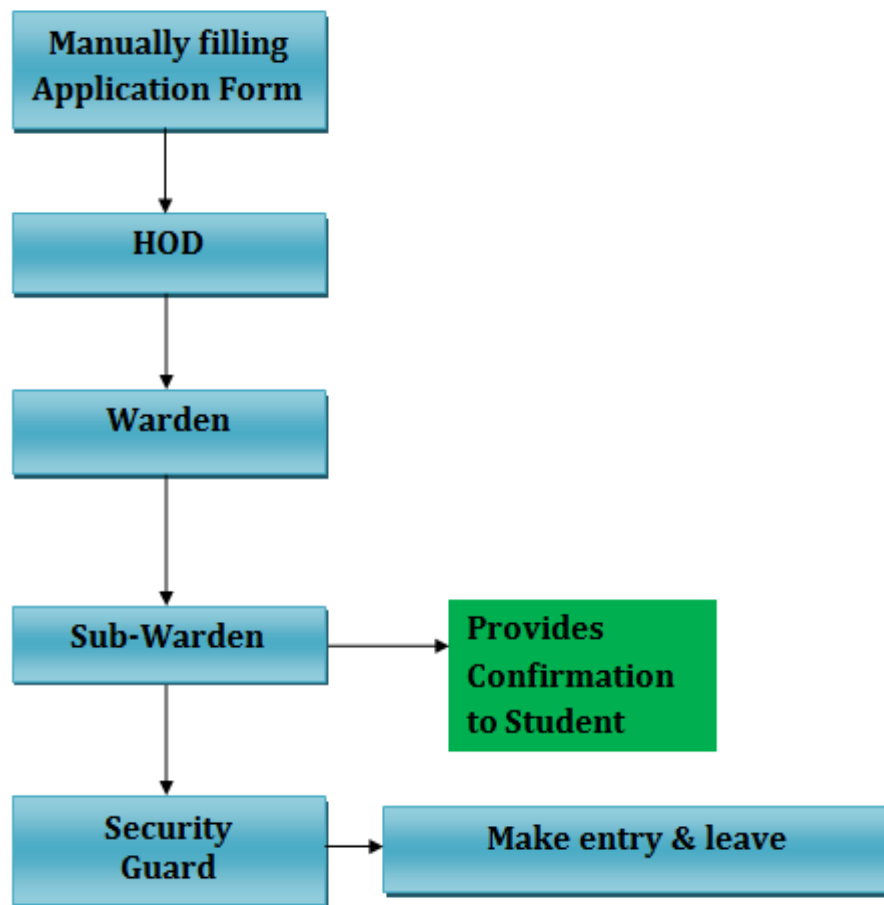 Manually filling
Application Form
HOD
Warden
Sub-Warden
Provides
Confirmation
to Student
Security
Guard
Make entry & leave